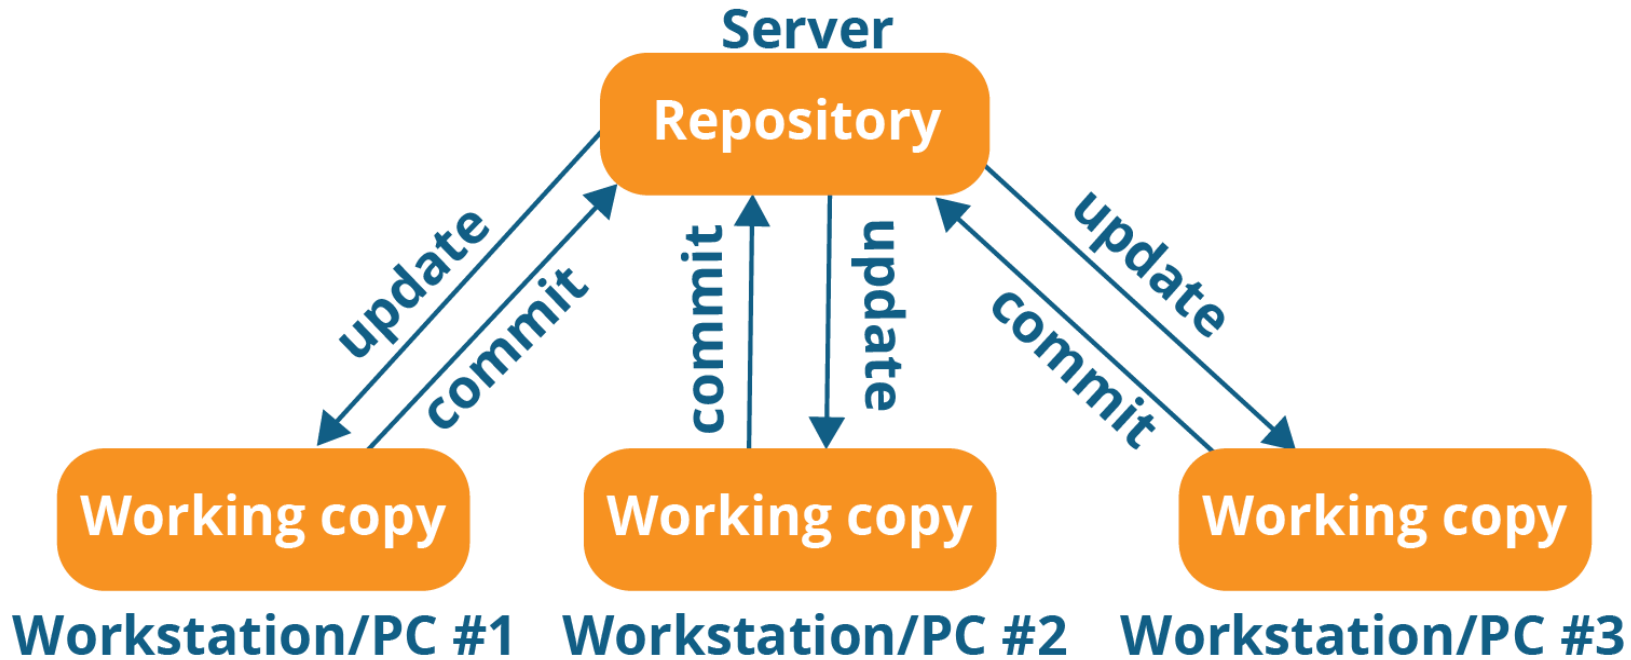 Server
Repository
update
commit
commit
update
commit
update
Working copy
Working copy
Working copy
Workstation/PC #1
Workstation/PC #2
Workstation/PC #3